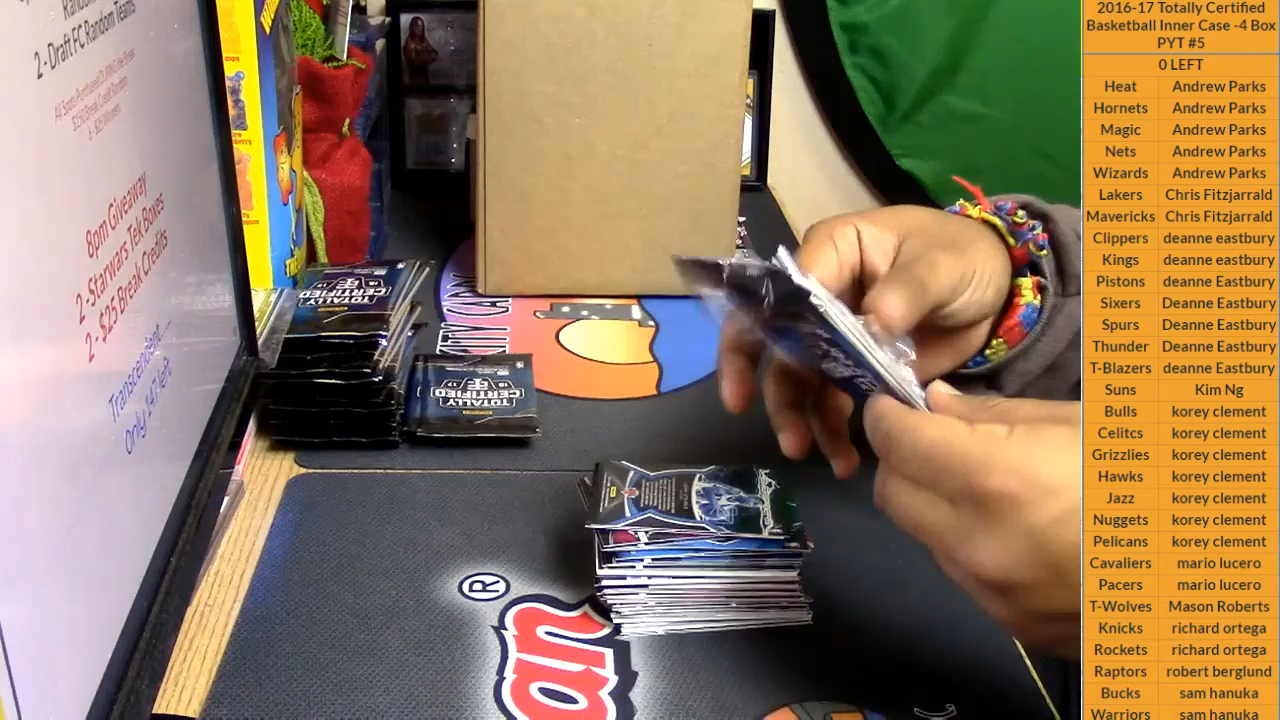 Random
2- Draft FC Random Teams
8pm Giveaway
2 - Starwars Tek Boxes
2 - $25 Break Credits
Transcendent....
Only 147 left
TOTALLY
CERTIFIED
TOTALLY
CERTIFIED
an
®
2016-17 Totally Certified
Basketball Inner Case -4 Box
PYT #5
0 LEFT
Heat Andrew Parks
Hornets Andrew Parks
Magic Andrew Parks
Nets Andrew Parks
Wizards Andrew Parks
Lakers Chris Fitzjarrald
Mavericks Chris Fitzjarrald
Clippers deanne eastbury
Kings deanne eastbury
Pistons deanne eastbury
Sixers Deanne Eastbury
Spurs Deanne Eastbury
Thunder Deanne Eastbury
T-Blazers deanne Eastbury
Suns Kim Ng
Bulls korey clement
Celitcs korey clement
Grizzlies korey clement
Hawks korey clement
Jazz korey clement
Nuggets korey clement
Pelicans korey clement
Cavaliers mario lucero
Pacers mario lucero
T-Wolves Mason Roberts
Knicks richard ortega
Rockets richard ortega
Raptors robert berglund
Bucks sam hanuka
Warriors sam hanuka